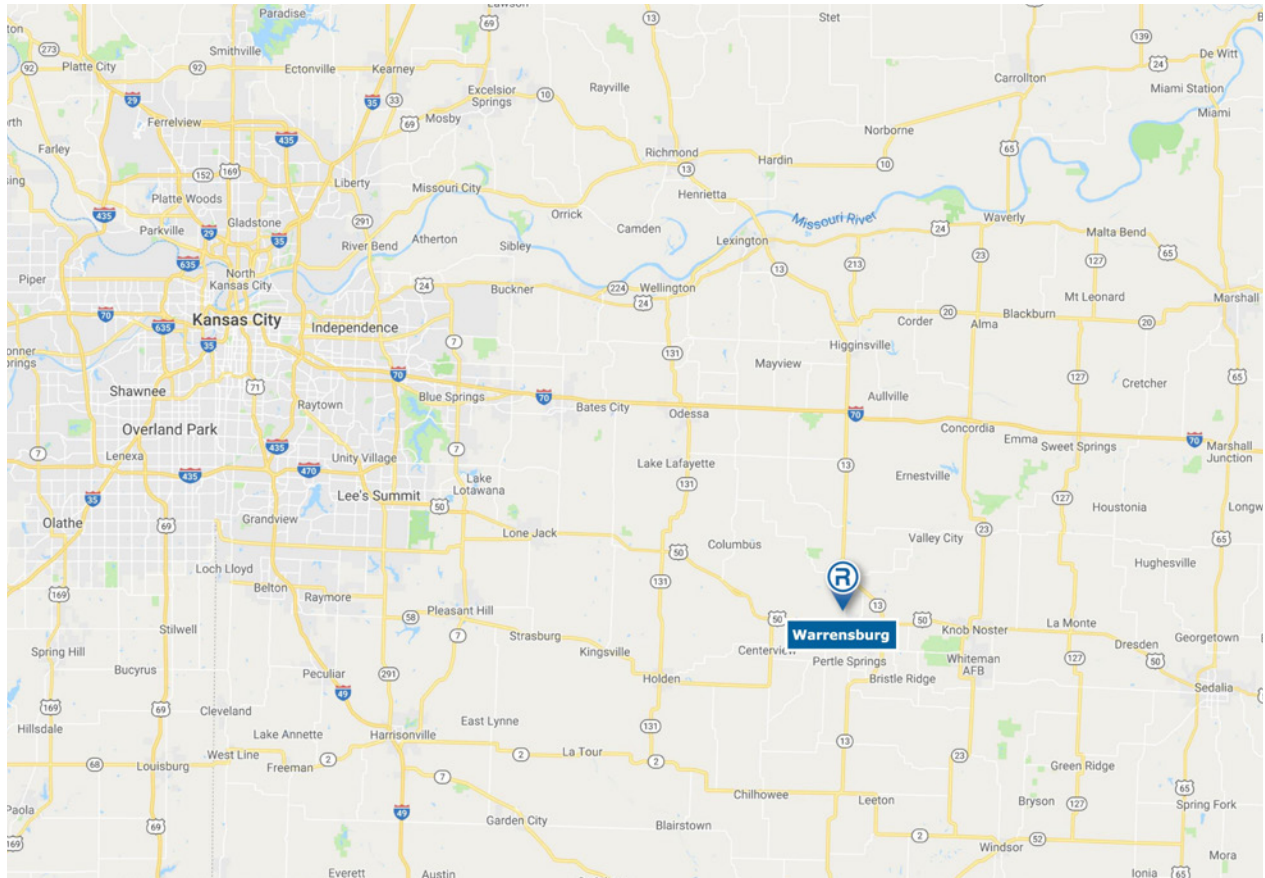 Paradise
Lawson
69
13
Stet
139
B
ton
273
Smithville
De Witt
92
Platte City
92
Ectonville
Kearney
Excelsior
Springs
24
Carrollton
Miami Station
29
35
33
10
Rayville
Miami
Ferrelview
Mosby
69
Norborne
orth
435
65
Farley
169
Richmond
13
Hardin
10
sing
152
Liberty
Missouri City
Henrietta
Platte Woods
435
Gladstone
291
Orrick
Missouri River
Waverly
Parkville
29
35
River Bend
Atherton
Sibley
Camden
Lexington
24
Malta Bend
635
23
127
65
Piper
North
Kansas City
24
Buckner
224
Wellington
13
213
24
Mt Leonard
Marshall
70
Kansas City
Independence
Corder
20
Alma
Blackburn
20
635
35
7
131
Higginsville
onner
prings
Mayview
Shawnee
71
70
Blue Springs
70
127
Cretcher
65
Raytown
Bates City
Odessa
Aullville
70
Overland Park
Concordia
Emma
Sweet Springs
70
Marshall
Junction
7
Lenexa
435
Unity Village
7
Lake Lafayette
13
Ernestville
435
470
Lake
Lotawana
131
127
Houstonia
Longw
35
Lee's Summit
50
Olathe
69
Grandview
Lone Jack
50
Columbus
23
Valley City
65
Hughesville
Loch Lloyd
R
169
Belton
Raymore
131
13
58
Pleasant Hill
50
50
Knob Noster
La Monte
Stilwell
7
Strasburg
Warrensburg
Georgetown
Dresden
Spring Hill
Kingsville
Centerview
Pertle Springs
Whiteman
AFB
127
50
Bucyrus
Peculiar
291
Holden
Bristle Ridge
Sedalia
49
169
69
Cleveland
East Lynne
131
Hillsdale
Lake Annette
Harrisonville
13
West Line
2
La Tour
2
23
68
Louisburg
Freeman
2
7
Green Ridge
Chilhowee
Leeton
65
Paola
49
Bryson
127
Spring Fork
69
Garden City
Blairstown
169
2
52
Windsor
Mora
Everett
Austin
Ionia
65